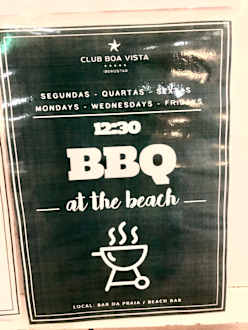 CLUB BOA VISTA
IBEROSTAR
SEGUNDAS - QUARTAS - SEXTAS
MONDAYS - WEDNESDAYS - FRIDAYS
12:30
BBQ
at the beach
LOCAL: BAR DA PRAIA / BEACH BAR